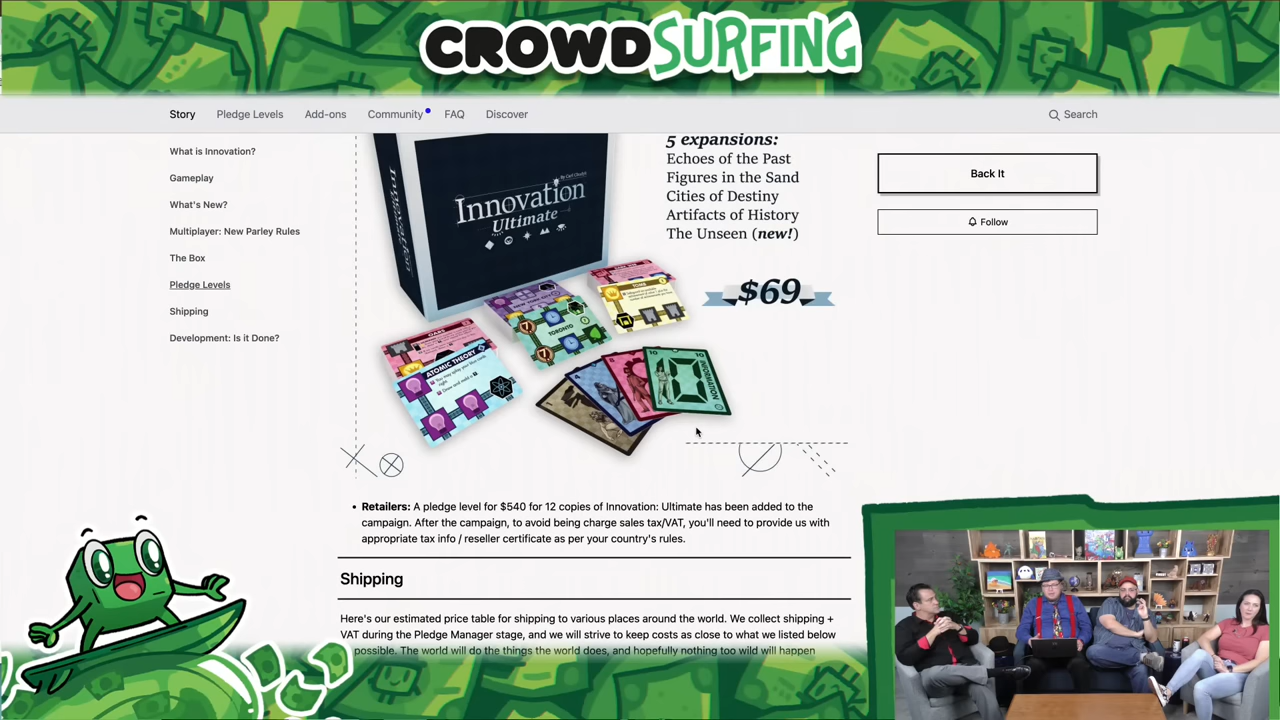 CROWDSURFING
Story
Pledge Levels
Add-ons
Community
FAQ
Discover
Search
What is Innovation?
Gameplay
What's New?
Multiplayer: New Parley Rules
The Box
Pledge Levels
Shipping
Development: Is it Done?
Innovation
Innovation
Ultimate
5 expansions:
Echoes of the Past
Figures in the Sand
Cities of Destiny
Artifacts of History
The Unseen (new!)
$69
Back It
Follow
ATOMIC THEORY
TORONTO
TOMB
10
10
INFORMATION
• Retailers: A pledge level for $540 for 12 copies of Innovation: Ultimate has been added to the
campaign. After the campaign, to avoid being charge sales tax/VAT, you'll need to provide us with
appropriate tax info / reseller certificate as per your country's rules.
Shipping
Here's our estimated price table for shipping to various places around the world. We collect shipping +
VAT during the Pledge Manager stage, and we will strive to keep costs as close to what we listed below
possible. The world will do the things the world does, and hopefully nothing too wild will happen